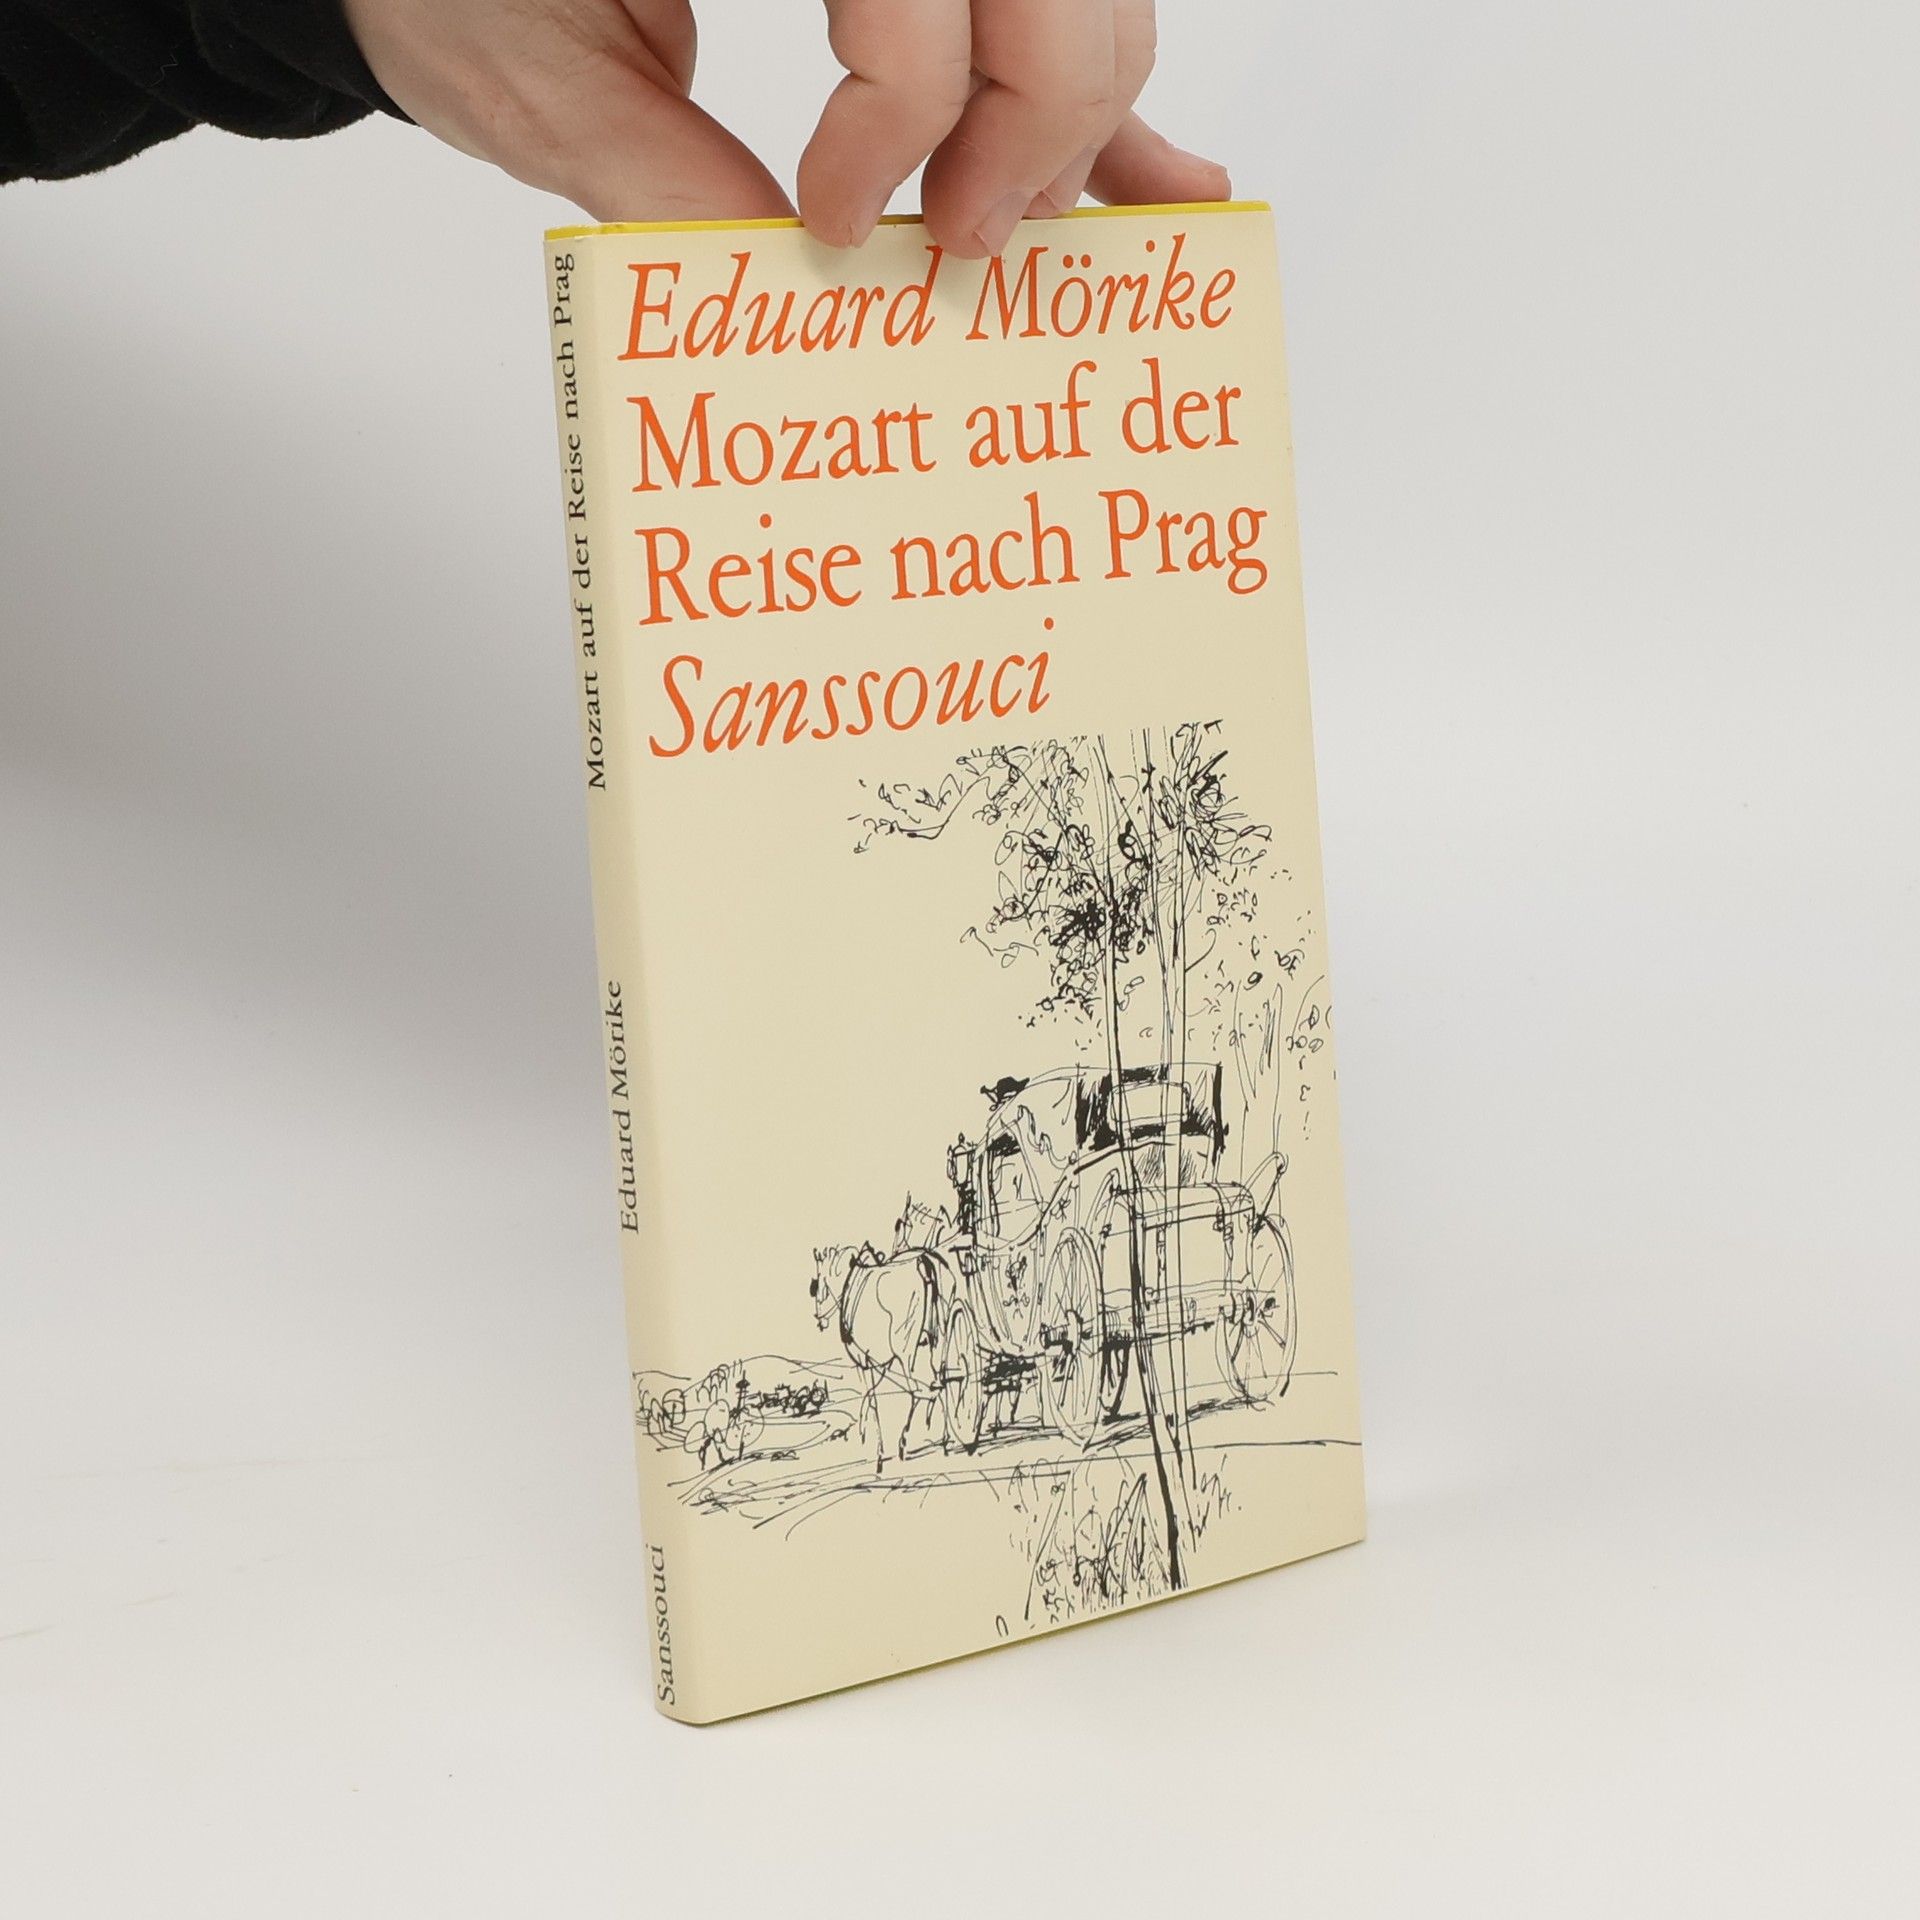 Eduard Mörike
Mozart auf der
Reise nach Prag
Sanssouci
Mozart auf der Reise nach Prag
Eduard Mörike
Sanssouci